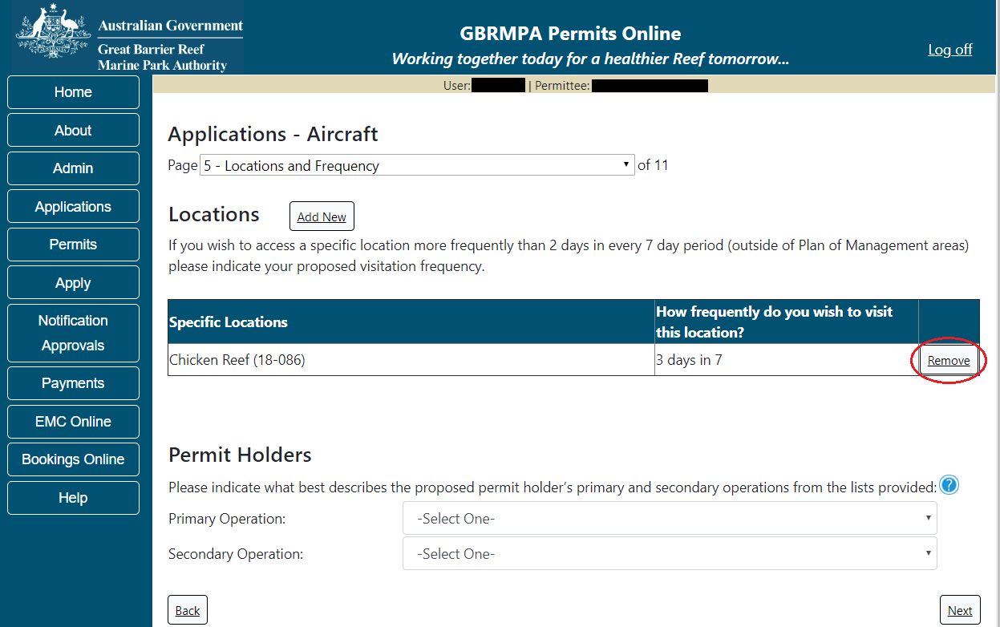 Australian Government
Great Barrier Reef
Marine Park Authority
GBRMPA Permits Online
Working together today for a healthier Reef tomorrow...
Log off
User: | Permittee:
Home
About
Admin
Applications
Permits
Apply
Notification
Approvals
Payments
EMC Online
Bookings Online
Help
Applications - Aircraft
Page 5 - Locations and Frequency of 11
Locations Add New
If you wish to access a specific location more frequently than 2 days in every 7 day period (outside of Plan of Management areas)
please indicate your proposed visitation frequency.
Specific Locations
How frequently do you wish to visit
this location?
Chicken Reef (18-086) 3 days in 7 Remove
Permit Holders
Please indicate what best describes the proposed permit holder’s primary and secondary operations from the lists provided: ?
Primary Operation: -Select One-
Secondary Operation: -Select One-
Back Next